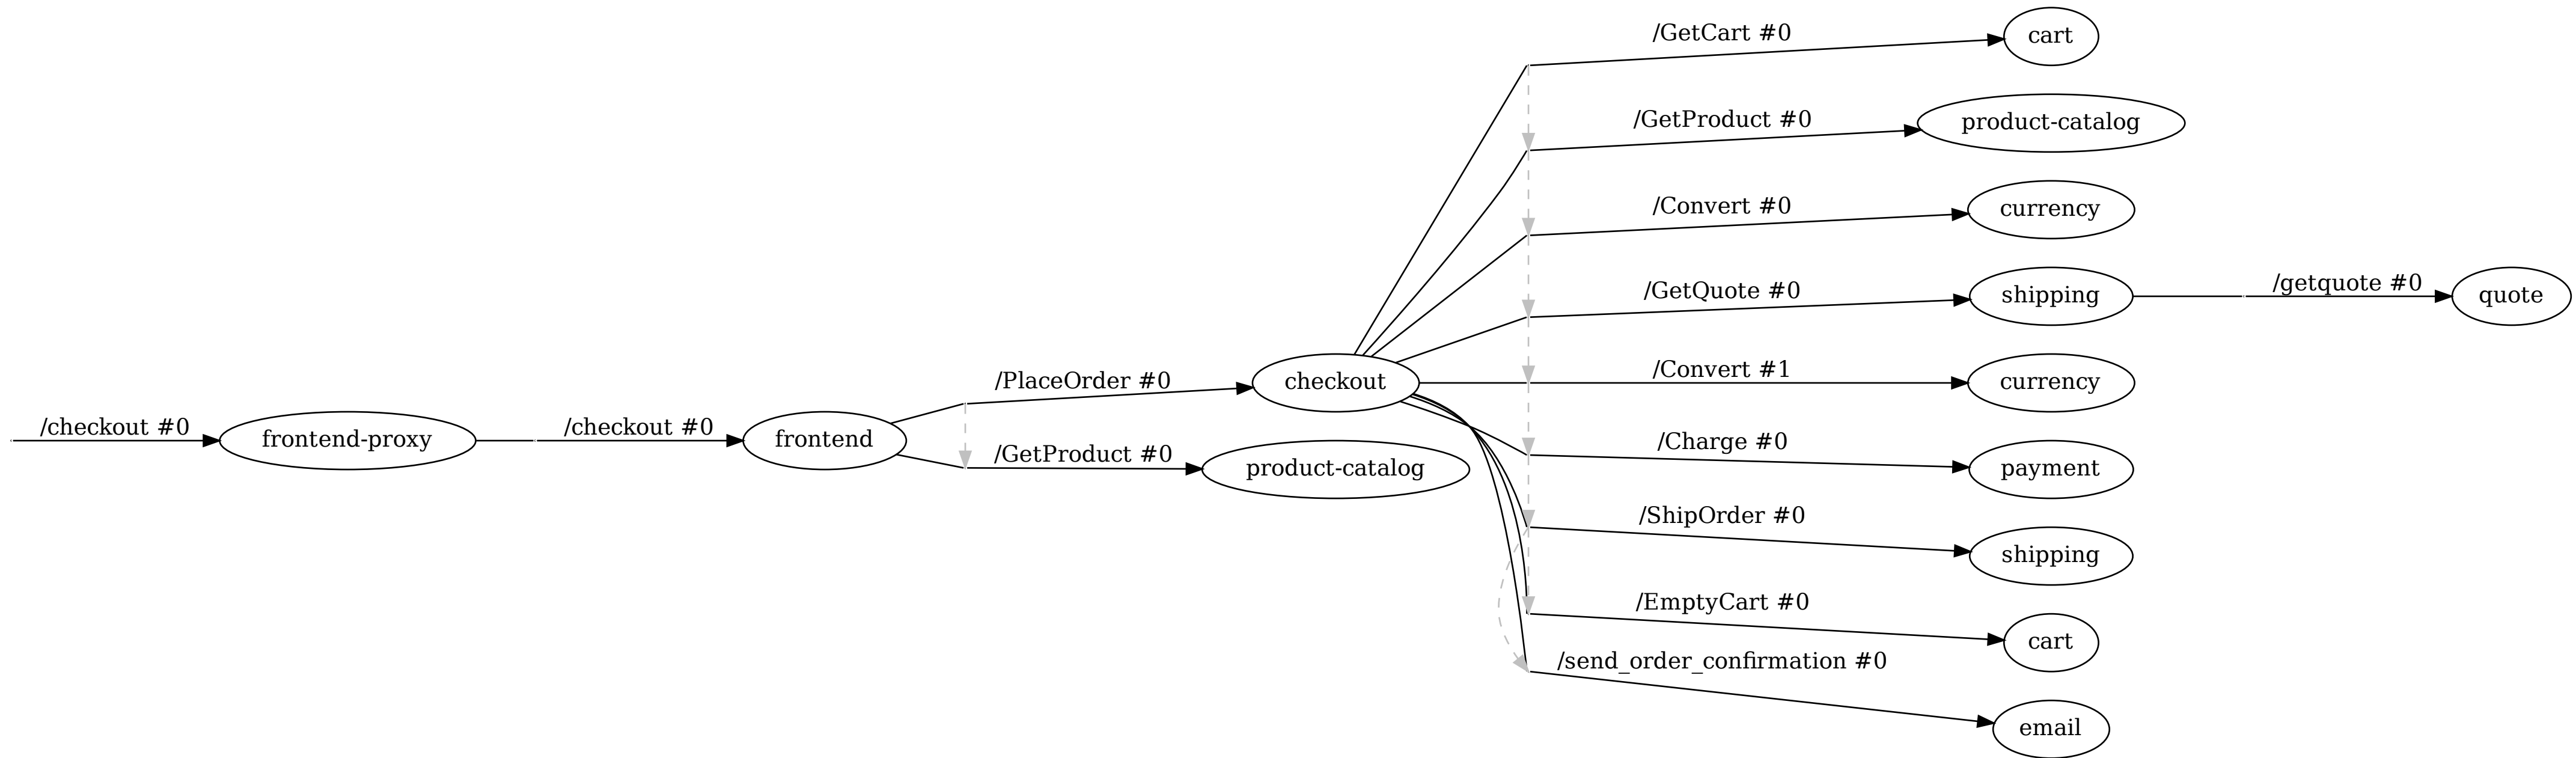 /checkout #0
frontend-proxy
/checkout #0
frontend
/PlaceOrder #0
checkout
/GetProduct #0
product-catalog
/GetCart #0
cart
/GetProduct #0
product-catalog
/Convert #0
currency
/GetQuote #0
shipping
/getquote #0
quote
/Convert #1
currency
/Charge #0
payment
/ShipOrder #0
shipping
/EmptyCart #0
cart
/send_order_confirmation #0
email